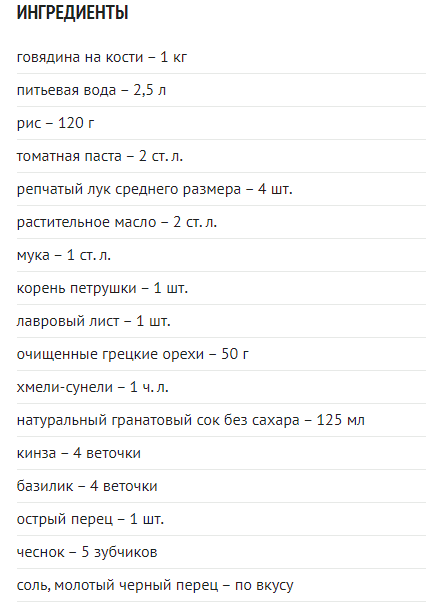 ИНГРЕДИЕНТЫ
говядина на кости – 1 кг
питьевая вода – 2,5 л
рис – 120 г
томатная паста – 2 ст. л.
репчатый лук среднего размера – 4 шт.
растительное масло – 2 ст. л.
мука – 1 ст. л.
корень петрушки – 1 шт.
лавровый лист – 1 шт.
очищенные грецкие орехи – 50 г
хмели-сунели – 1 ч. л.
натуральный гранатовый сок без сахара – 125 мл
кинза – 4 веточки
базилик – 4 веточки
острый перец – 1 шт.
чеснок – 5 зубчиков
соль, молотый черный перец – по вкусу